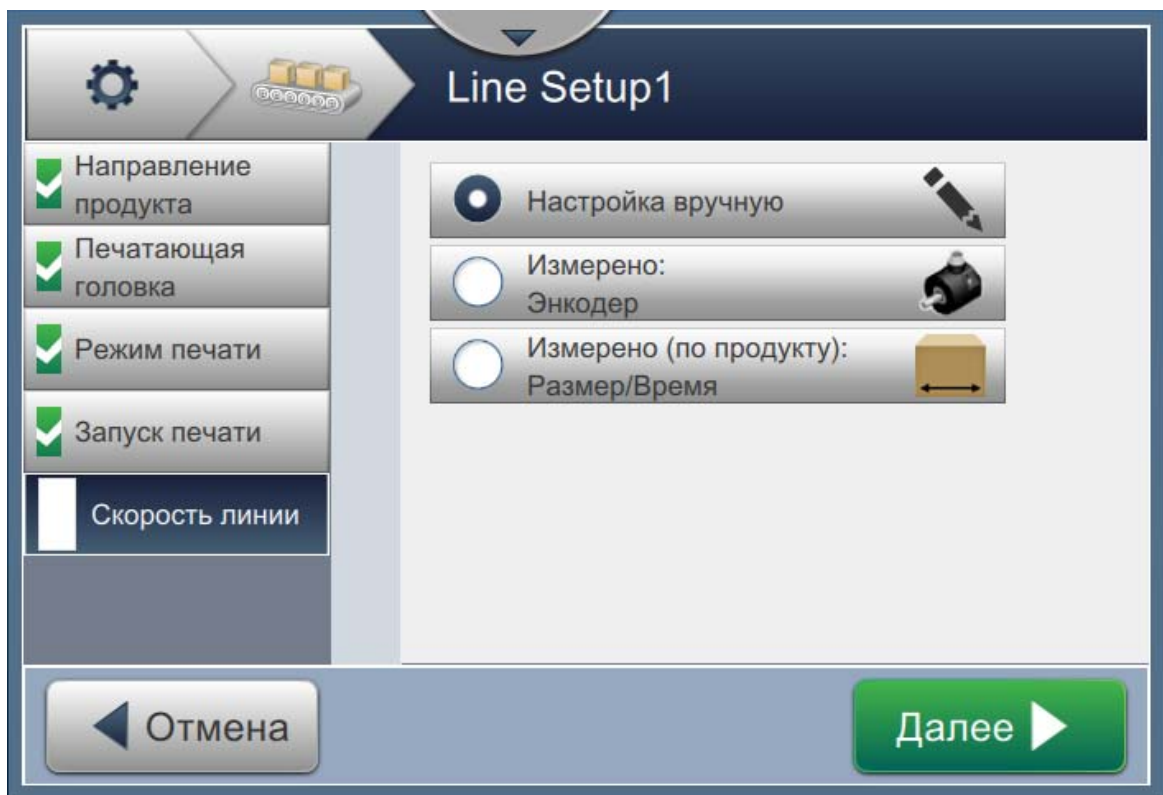 Line Setup1
Направление
продукта
Печатающая
головка
Режим печати
Запуск печати
Скорость линии
Настройка вручную
Измерено:
Энкодер
Измерено (по продукту):
Размер/Время
Отмена
Далее